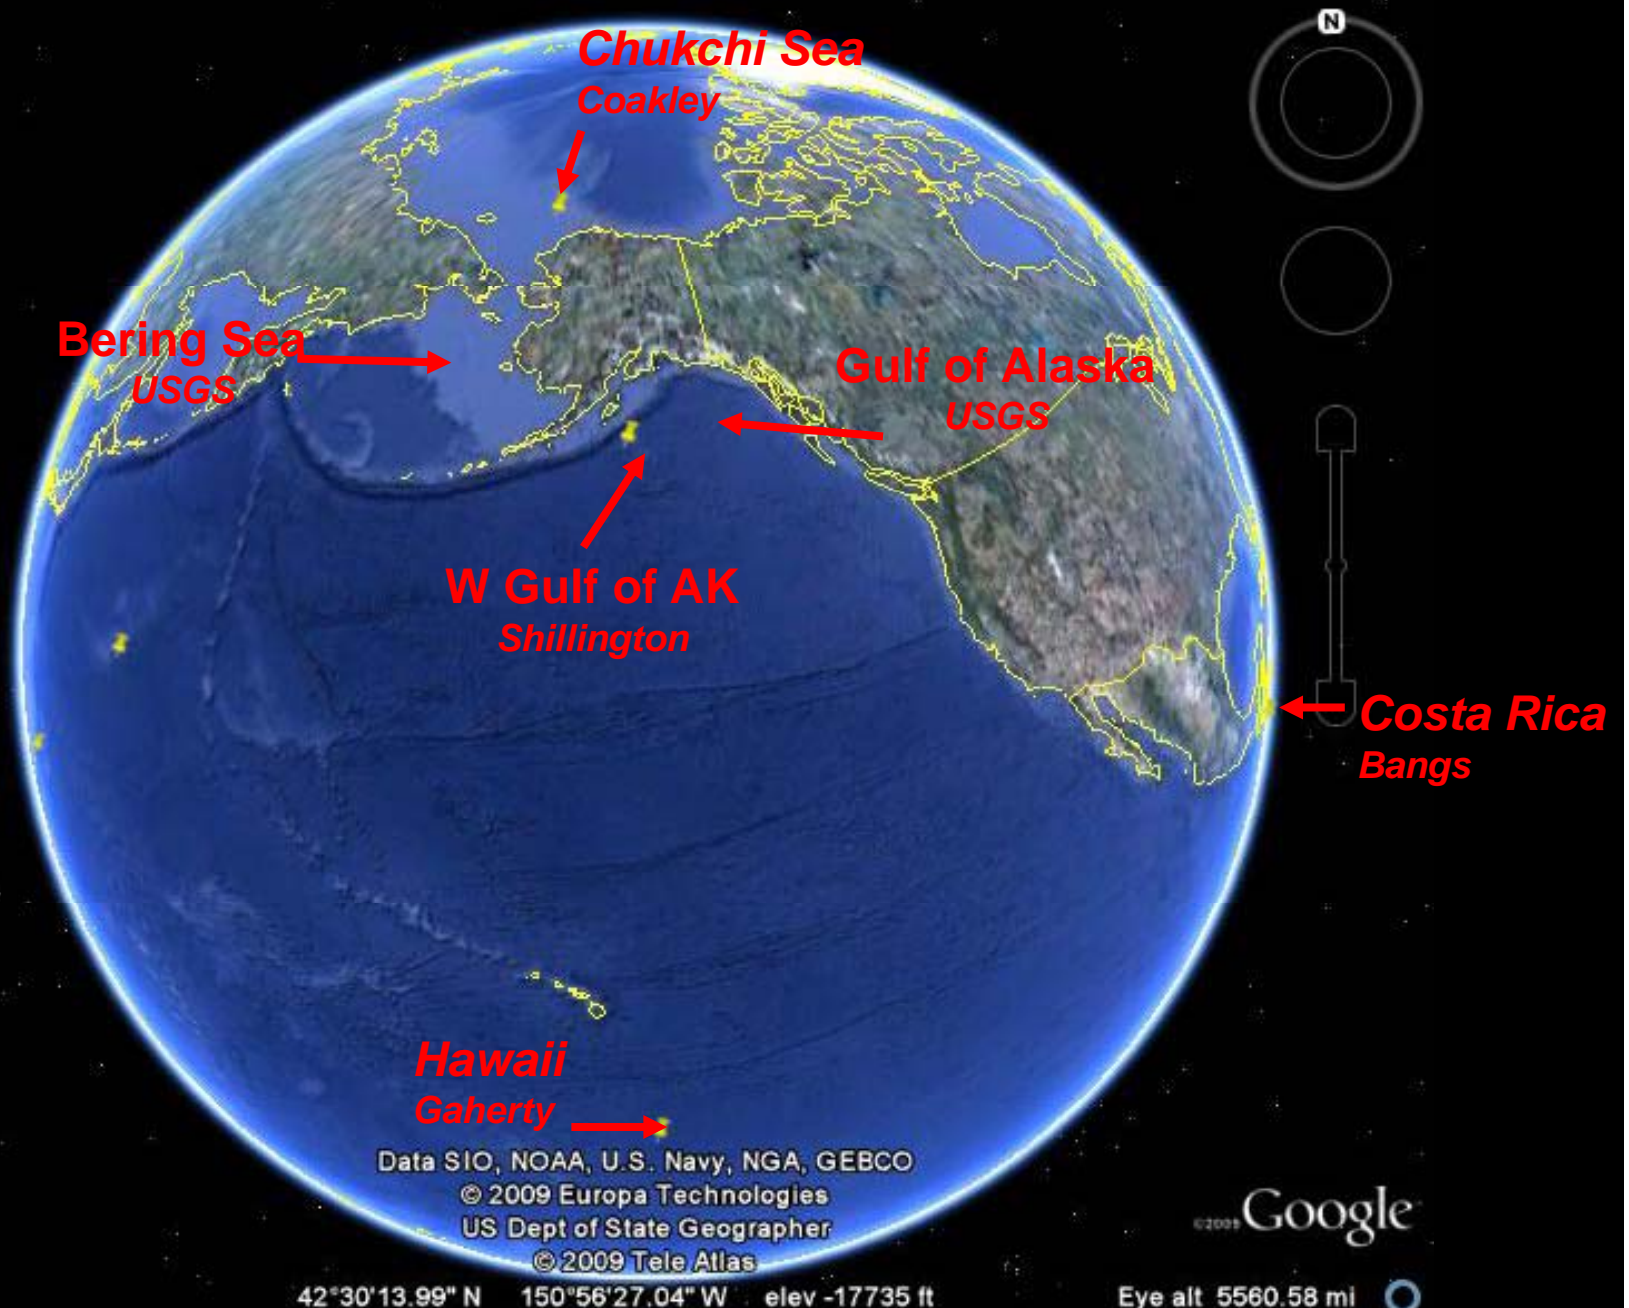 N
Chukchi Sea
Coakley
Bering Sea
USGS
Gulf of Alaska
USGS
W Gulf of AK
Shillington
Costa Rica
Bangs
Hawaii
Gaherty
Data SIO, NOAA, U.S. Navy, NGA, GEBCO
© 2009 Europa Technologies
US Dept of State Geographer
© 2009 Tele Atlas
©2009 Google
42°30'13.99" N 150°56'27.04" W elev -17735 ft Eye alt 5560.58 mi